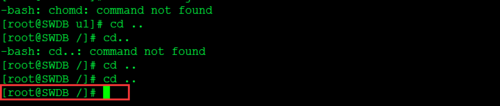 -bash: chomd: command not found
[root@SWDB u1]# cd ..
[root@SWDB /]# cd..
-bash: cd..: command not found
[root@SWDB /]# cd ..
[root@SWDB /]# cd ..
[root@SWDB /]#